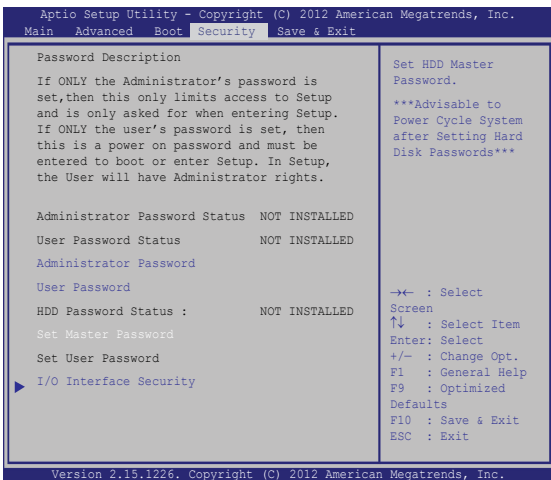 Aptio Setup Utility - Copyright (C) 2012 American Megatrends, Inc.
Main Advanced Boot Security Save & Exit
Password Description
If ONLY the Administrator's password is
set,then this only limits access to Setup
and is only asked for when entering Setup.
If ONLY the user's password is set, then
this is a power on password and must be
entered to boot or enter Setup. In Setup,
the User will have Administrator rights.
Administrator Password Status NOT INSTALLED
User Password Status NOT INSTALLED
Administrator Password
User Password
HDD Password Status : NOT INSTALLED
Set Master Password
Set User Password
I/O Interface Security
Set HDD Master
Password.
***Advisable to
Power Cycle System
after Setting Hard
Disk Passwords***
→← : Select
Screen
↑↓ : Select Item
Enter: Select
+/— : Change Opt.
F1 : General Help
F9 : Optimized
Defaults
F10 : Save & Exit
ESC : Exit
Version 2.15.1226. Copyright (C) 2012 American Megatrends, Inc.